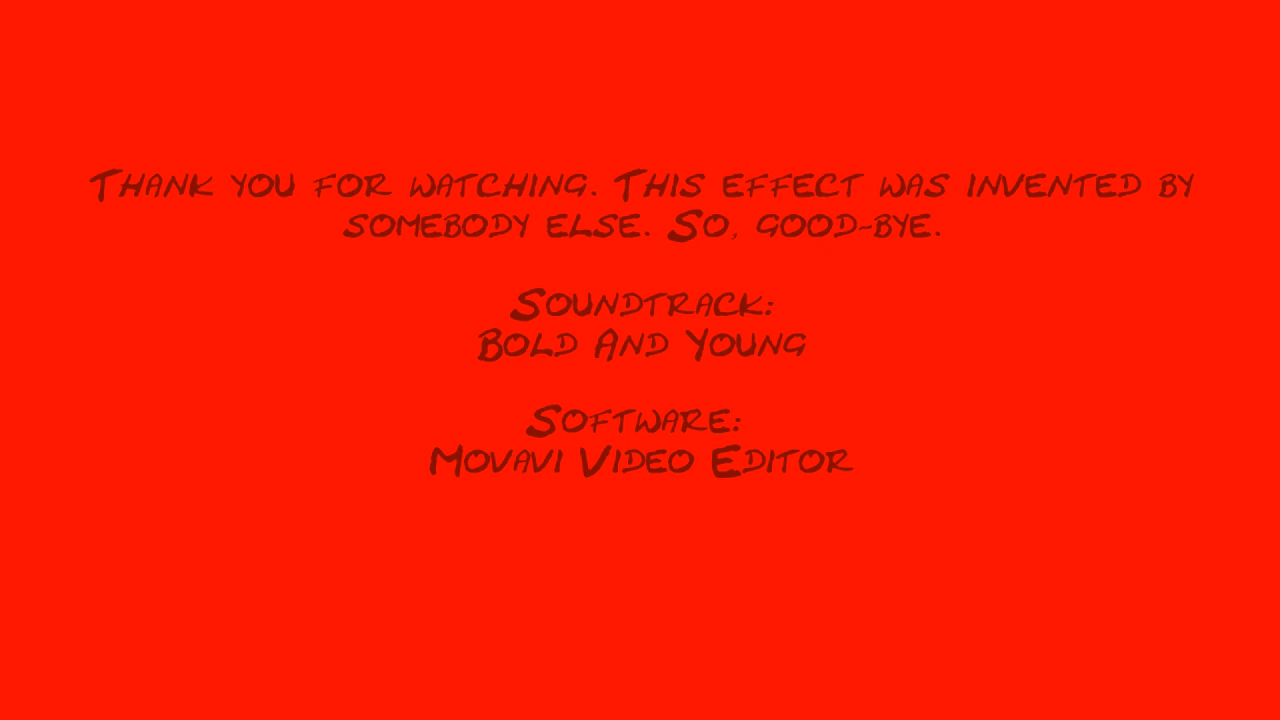 Thank you for watching. This effect was invented by
somebody else. So, good-bye.
Soundtrack:
Bold And Young
Software:
Movavi Video Editor